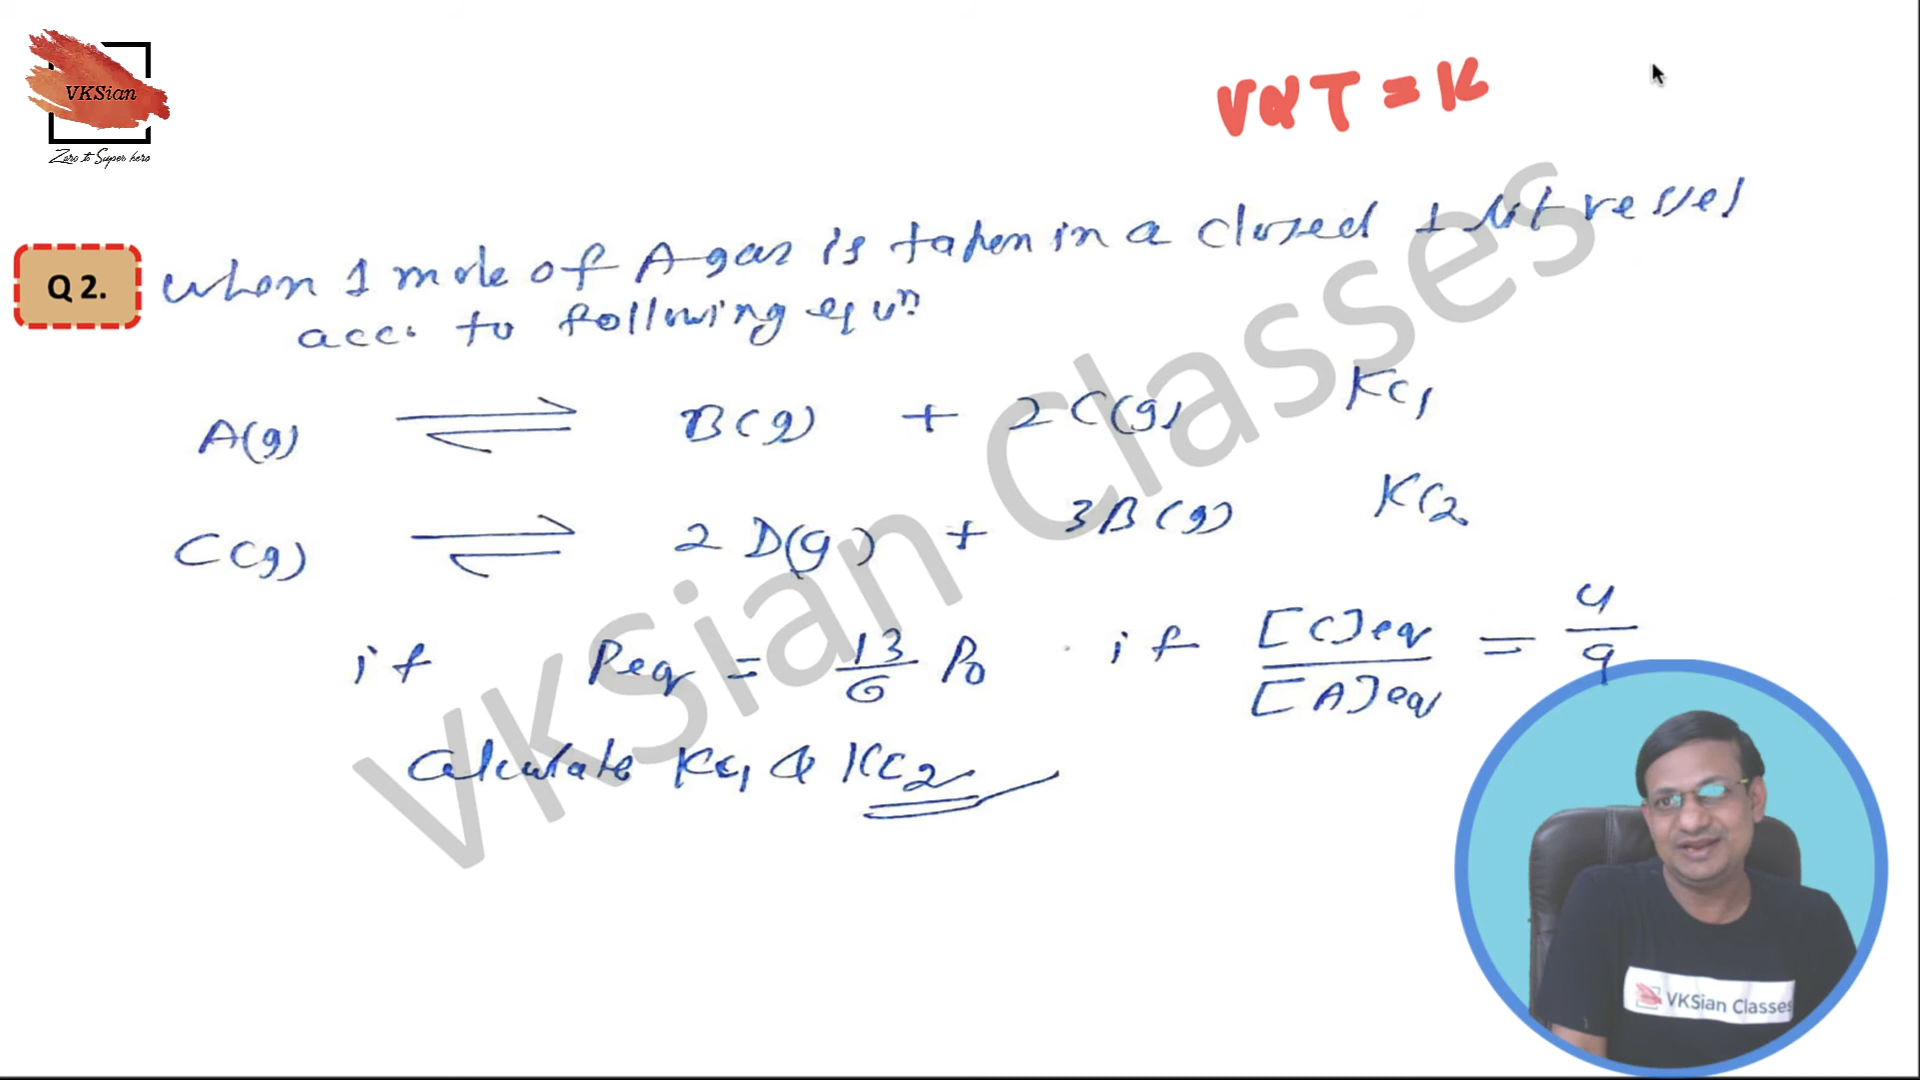 VKSian
Zero to Super hero
V α T = K
Q 2.
When 1 mole of A gas is taken in a closed 1 lit vessel
acc. to following equⁿ
A(g) ⇌ B(g) + 2C(g) Kc₁
C(g) ⇌ 2D(g) + 3B(g) Kc₂
if Peq = 13/6 P₀ . if [C]eq/[A]eq = 4/9
Calculate Kc₁ & Kc₂
VKSian Classes
VKSian Classes